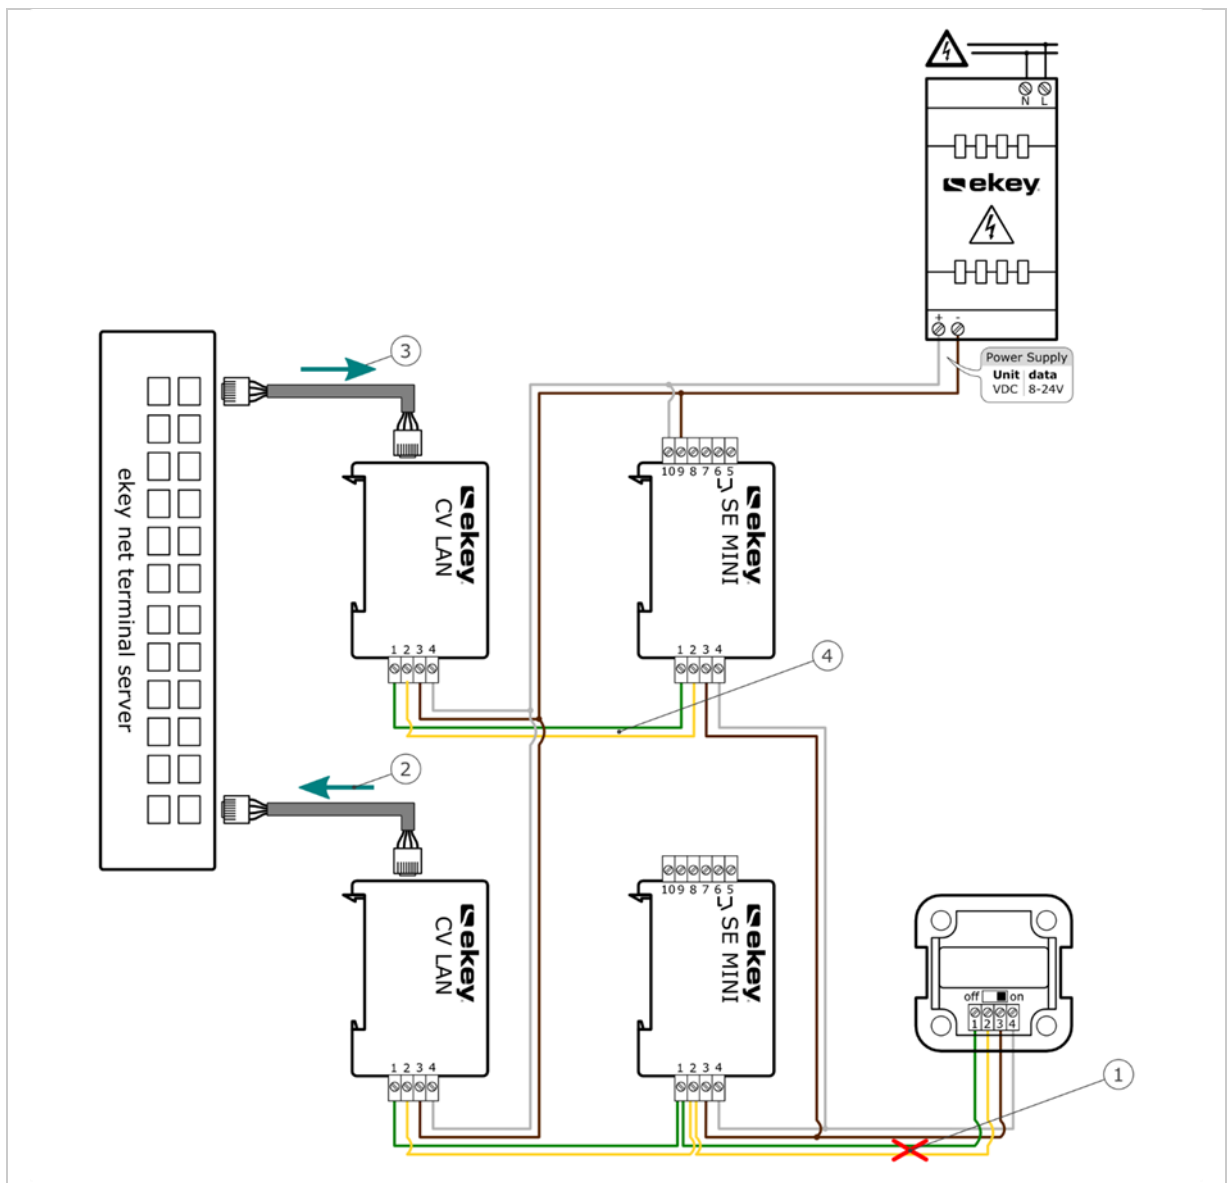 N L
ekey
+ -
Power Supply
Unit data
VDC 8-24V
3
ekey net terminal server
ekey
CV LAN
1 2 3 4
10 9 8 7 6 5
ekey
SE MINI
1 2 3 4
4
2
ekey
CV LAN
1 2 3 4
10 9 8 7 6 5
ekey
SE MINI
1 2 3 4
off on
1 2 3 4
1